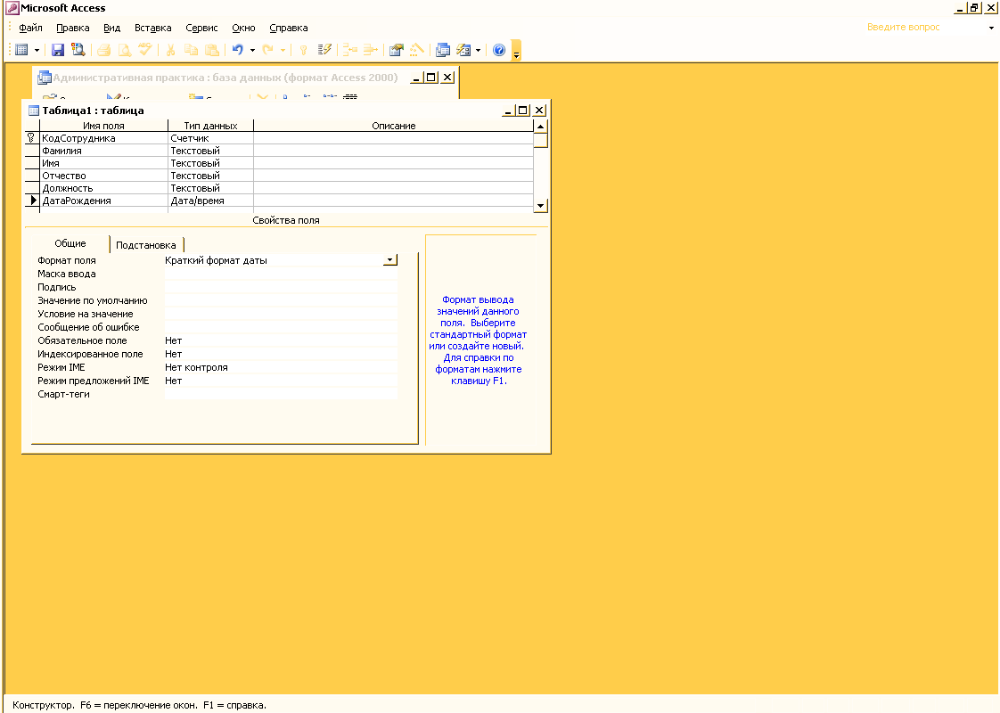 Microsoft Access
Файл Правка Вид Вставка Сервис Окно Справка Введите вопрос
Административная практика : база данных (формат Access 2000)
Таблица1 : таблица
Имя поля Тип данных Описание
КодСотрудника Счетчик
Фамилия Текстовый
Имя Текстовый
Отчество Текстовый
Должность Текстовый
ДатаРождения Дата/время
Свойства поля
Общие Подстановка
Формат поля Краткий формат даты
Маска ввода
Подпись
Значение по умолчанию
Условие на значение
Сообщение об ошибке
Обязательное поле Нет
Индексированное поле Нет
Режим IME Нет контроля
Режим предложений IME Нет
Смарт-теги
Формат вывода
значений данного
поля. Выберите
стандартный формат
или создайте новый.
Для справки по
форматам нажмите
клавишу F1.
Конструктор. F6 = переключение окон. F1 = справка.